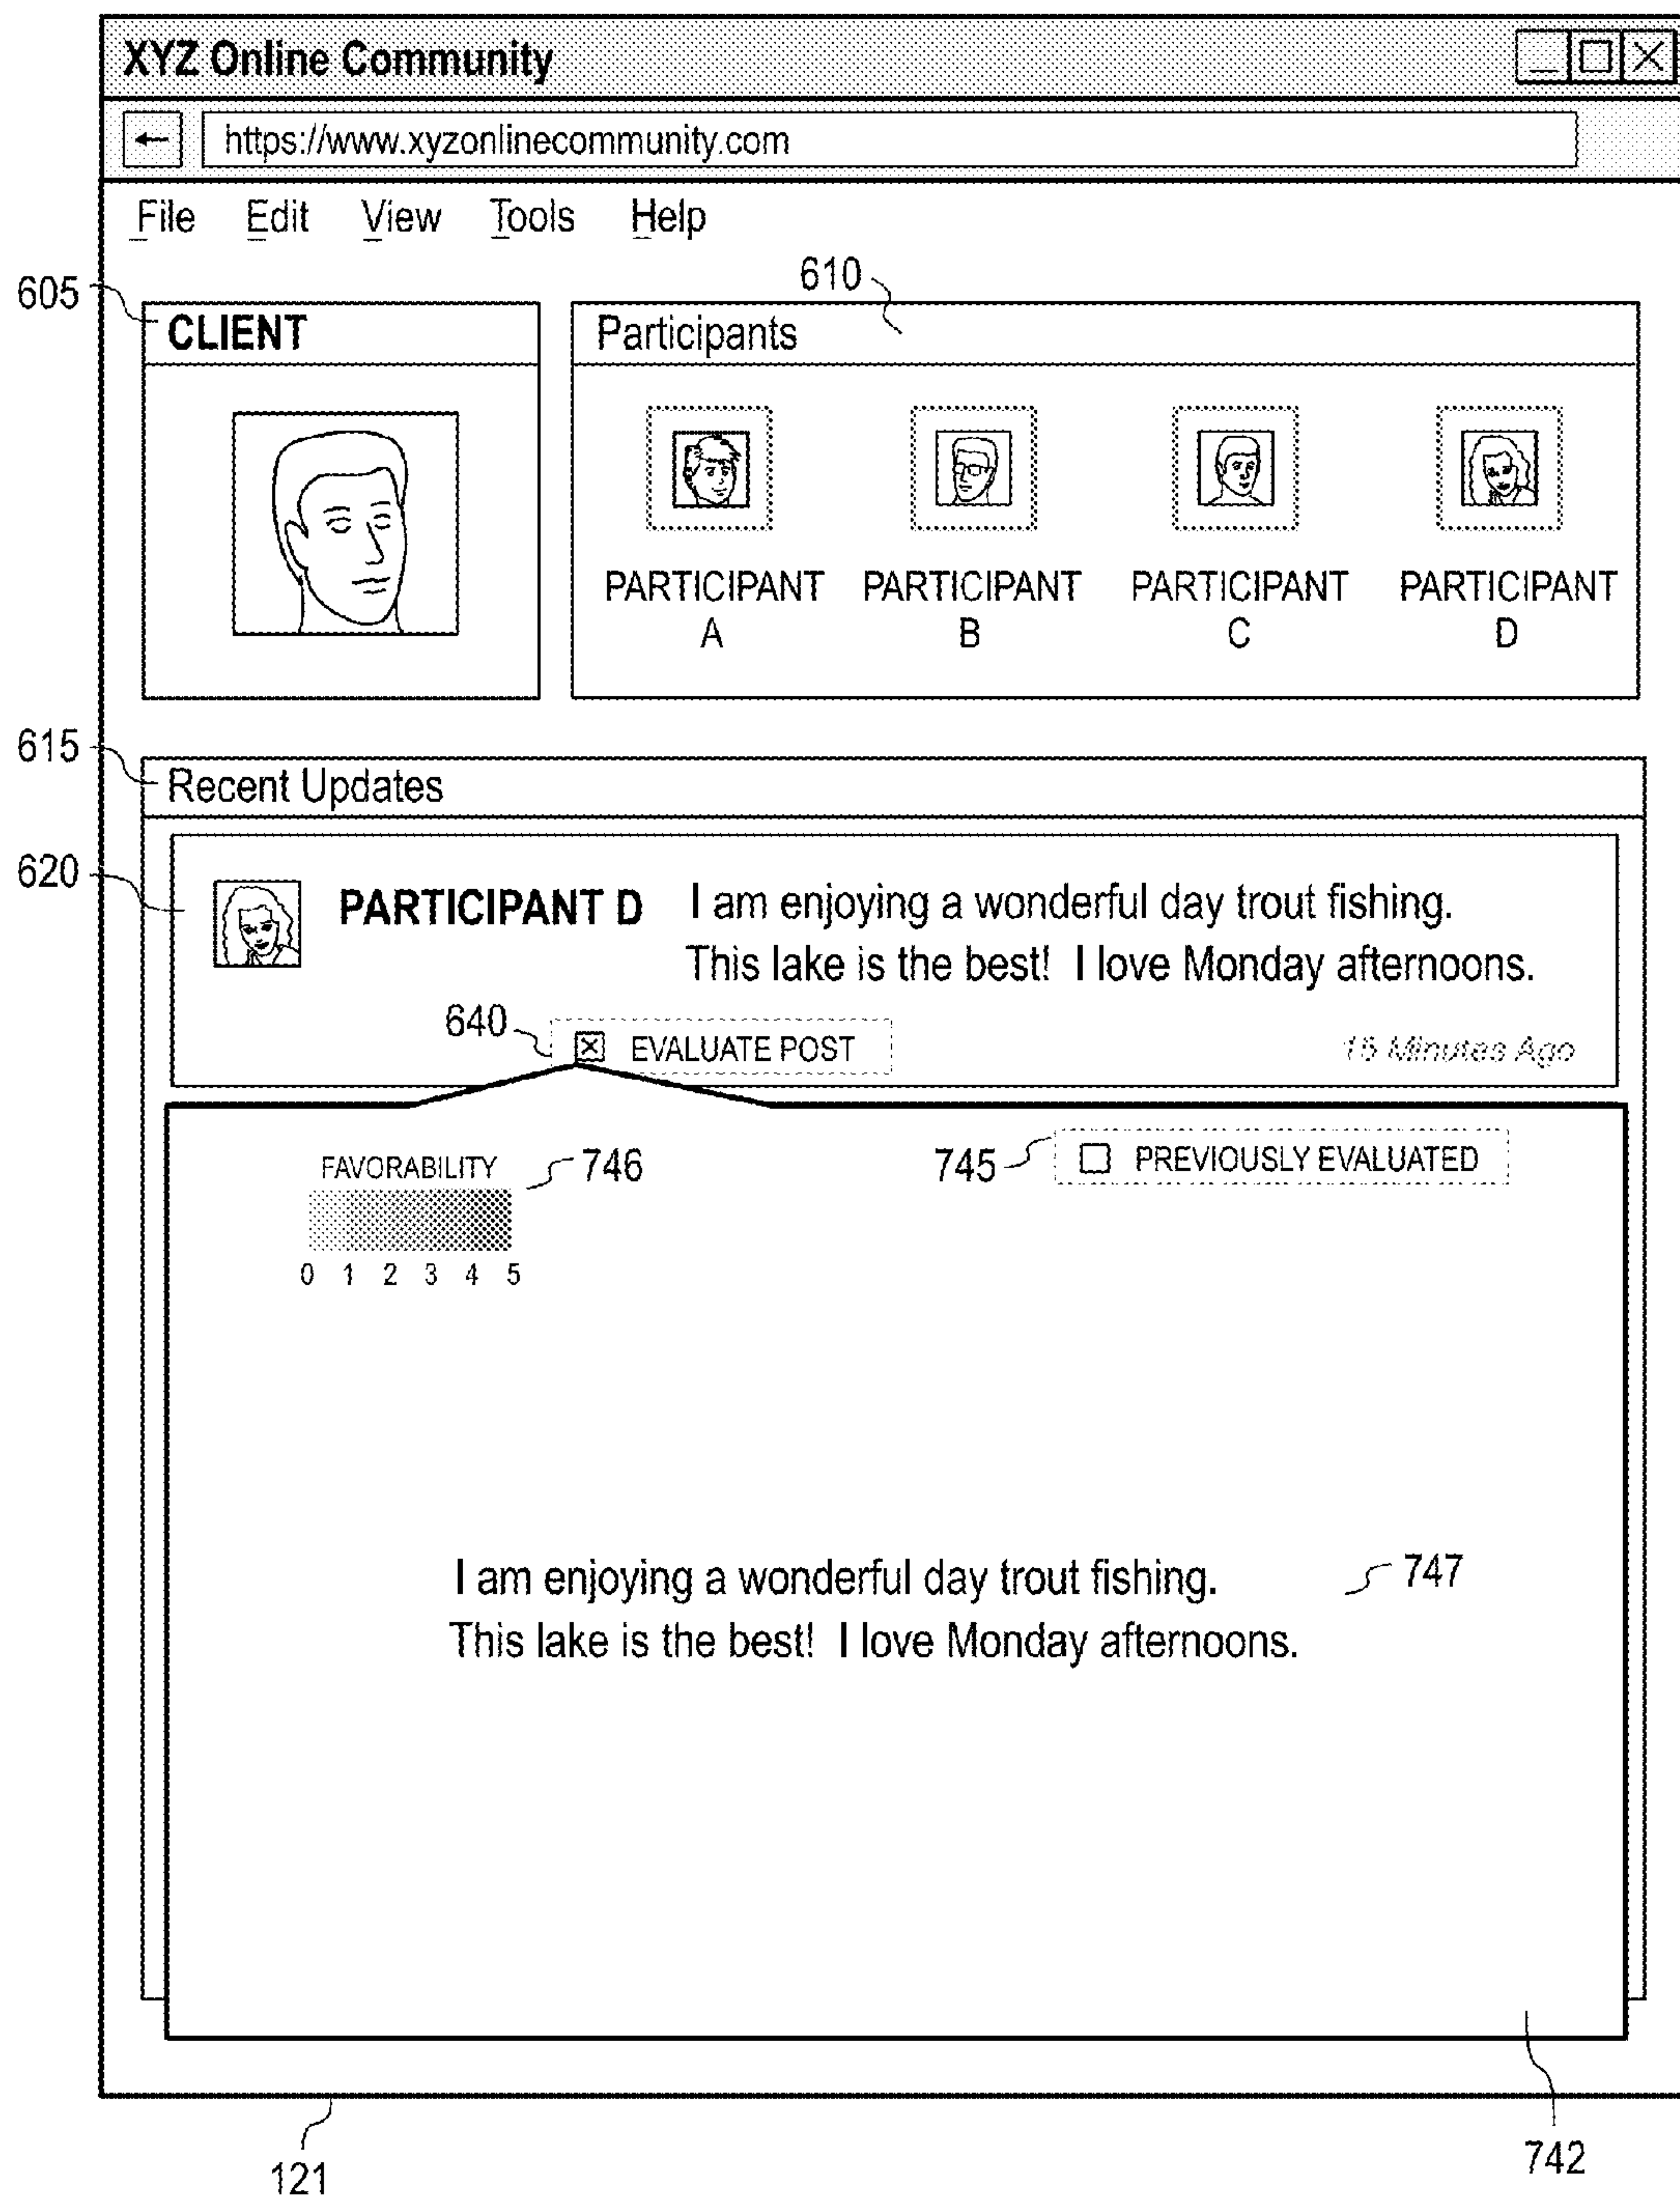 XYZ Online Community
https://www.xyzonlinecommunity.com
File Edit View Tools Help
605
610
CLIENT
Participants
PARTICIPANT A
PARTICIPANT B
PARTICIPANT C
PARTICIPANT D
615
Recent Updates
620
PARTICIPANT D
I am enjoying a wonderful day trout fishing.
This lake is the best! I love Monday afternoons.
640
EVALUATE POST
15 Minutes Ago
FAVORABILITY
746
745
PREVIOUSLY EVALUATED
0 1 2 3 4 5
I am enjoying a wonderful day trout fishing.
747
This lake is the best! I love Monday afternoons.
121
742